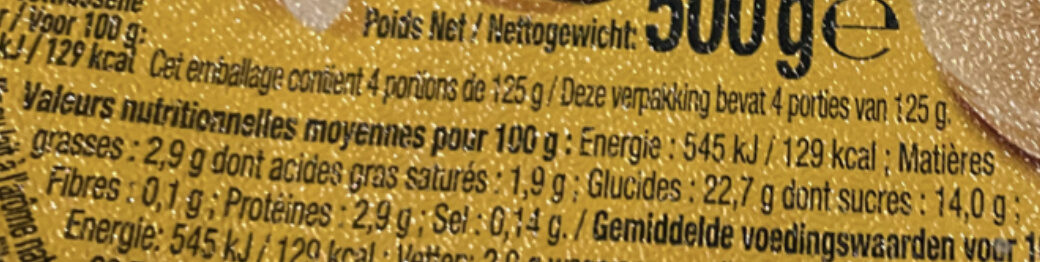 r / Voor 100 g:
Poids Net / Nettogewicht: 500 g e
kJ / 129 kcal
Cet emballage contient 4 portions de 125 g / Deze verpakking bevat 4 porties van 125 g.
Valeurs nutritionnelles moyennes pour 100 g : Energie : 545 kJ / 129 kcal ; Matières
grasses : 2,9 g dont acides gras saturés : 1,9 g ; Glucides : 22,7 g dont sucres : 14,0 g ;
Fibres : 0,1 g ; Protéines : 2,9 g ; Sel : 0,14 g. / Gemiddelde voedingswaarden voor
Energie: 545 kJ / 129 kcal